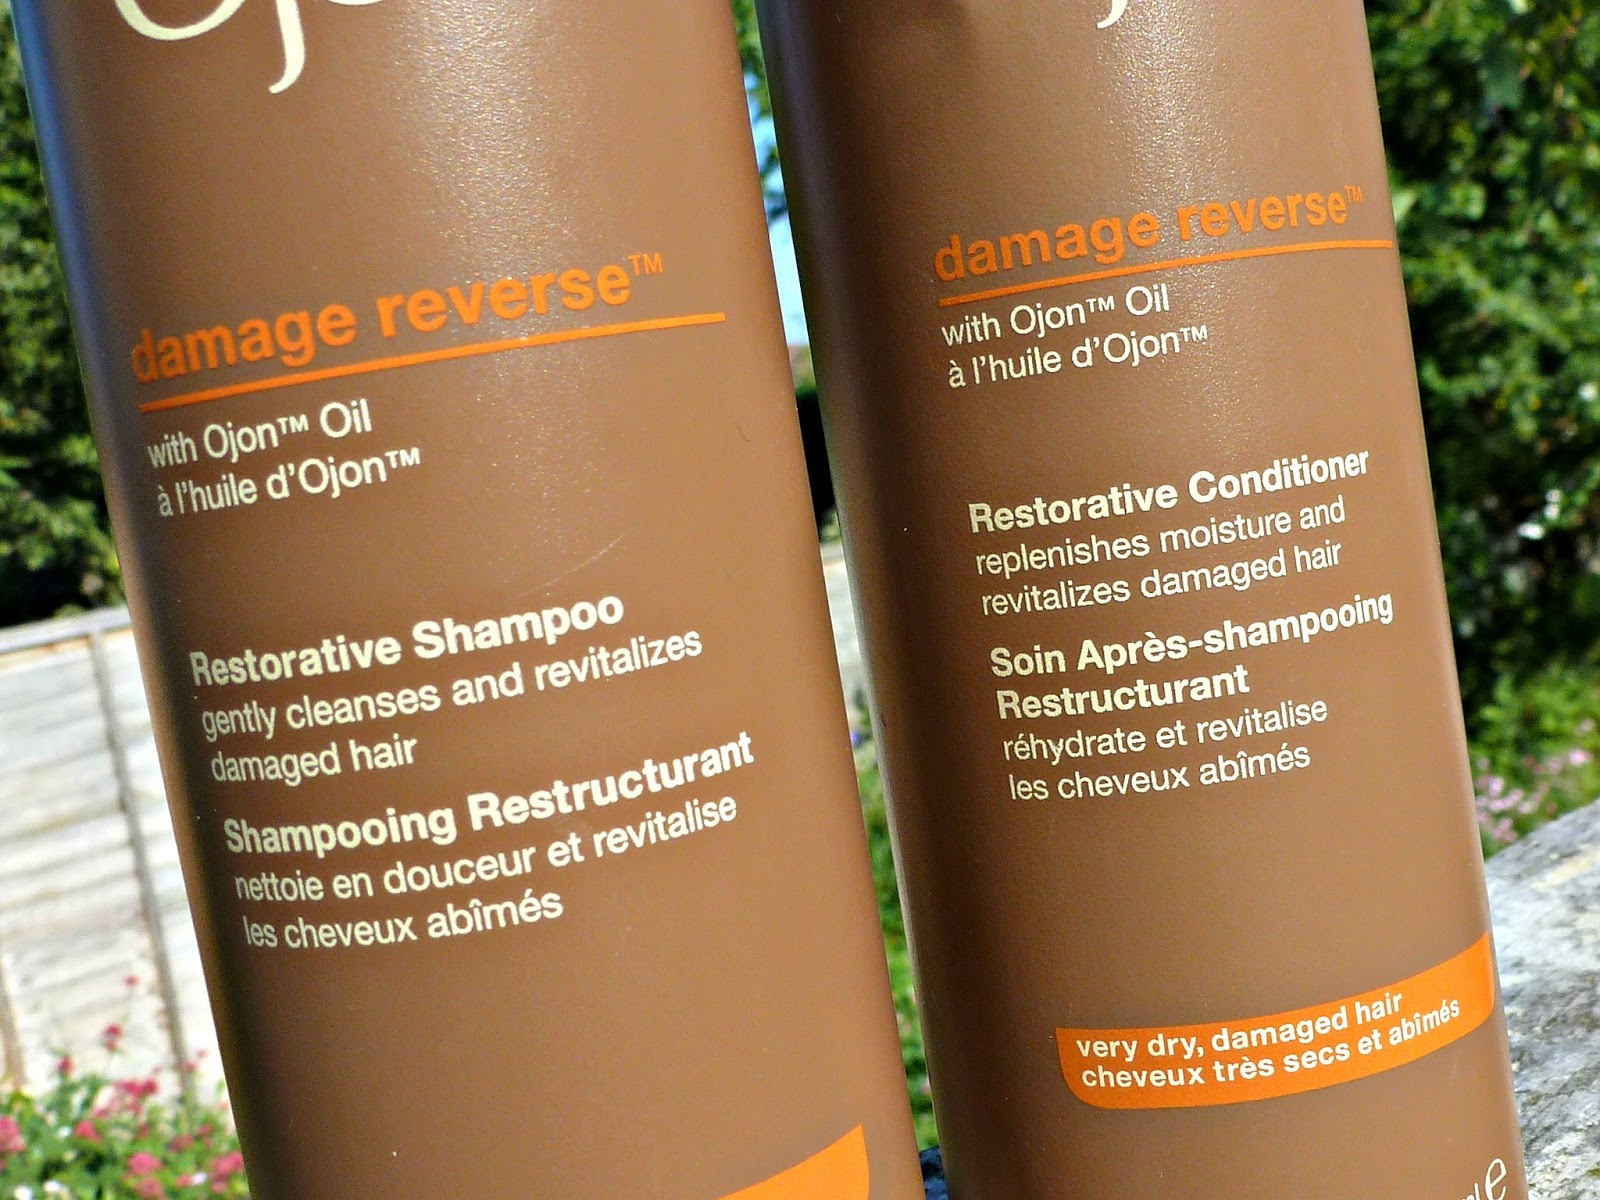 damage reverse™
with Ojon™ Oil
à l'huile d'Ojon™
Restorative Shampoo
gently cleanses and revitalizes
damaged hair
Shampooing Restructurant
nettoie en douceur et revitalise
les cheveux abîmés
damage reverse™
with Ojon™ Oil
à l'huile d'Ojon™
Restorative Conditioner
replenishes moisture and
revitalizes damaged hair
Soin Après-shampooing
Restructurant
réhydrate et revitalise
les cheveux abîmés
very dry, damaged hair
cheveux très secs et abîmés